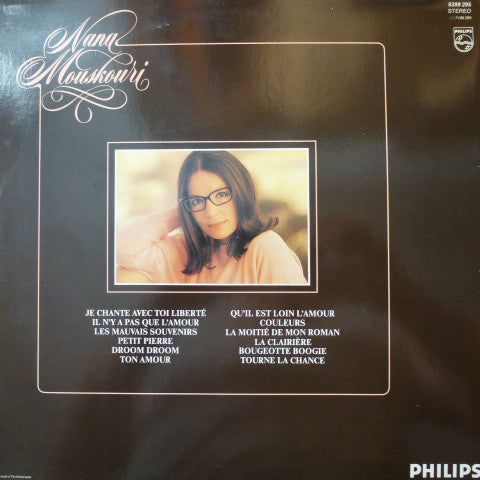 Nana
Mouskouri
6399 295
STEREO
PHILIPS
JE CHANTE AVEC TOI LIBERTÉ
IL N'Y A PAS QUE L'AMOUR
LES MAUVAIS SOUVENIRS
PETIT PIERRE
DROOM DROOM
TON AMOUR
QU'IL EST LOIN L'AMOUR
COULEURS
LA MOITIÉ DE MON ROMAN
LA CLAIRIÈRE
BOUGEOTTE BOOGIE
TOURNE LA CHANCE
PHILIPS